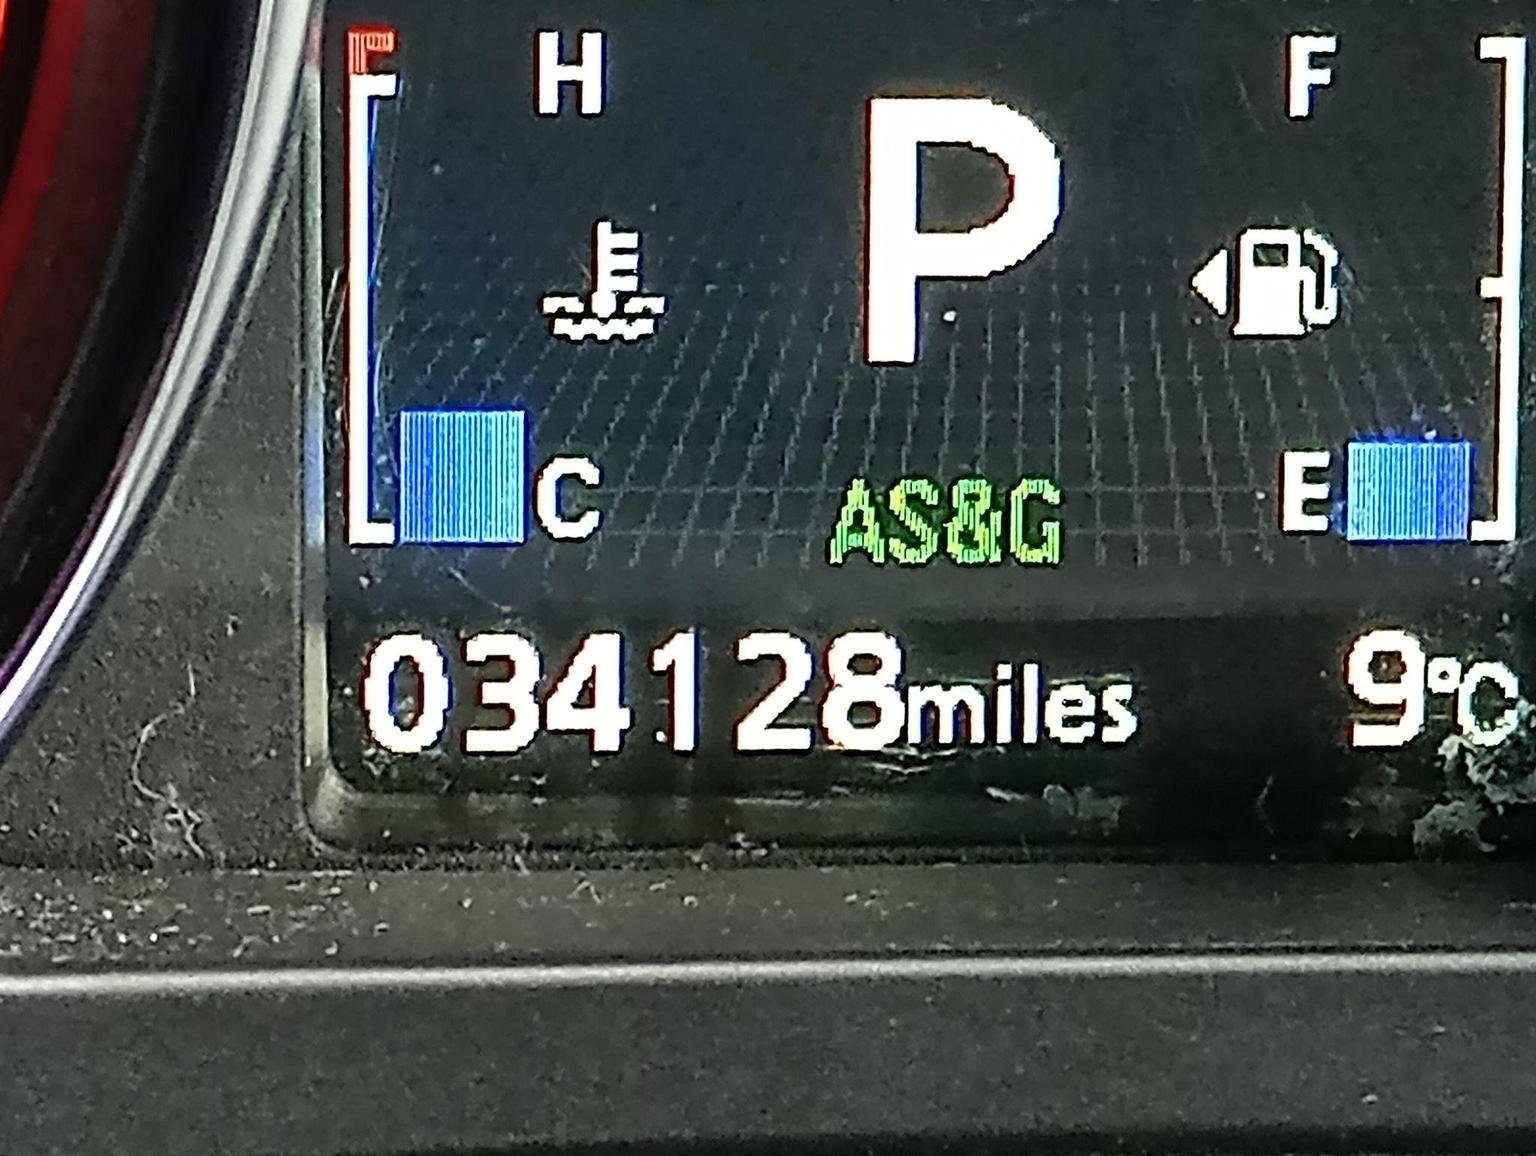 H P F
C AS&G E
034128miles 9°C